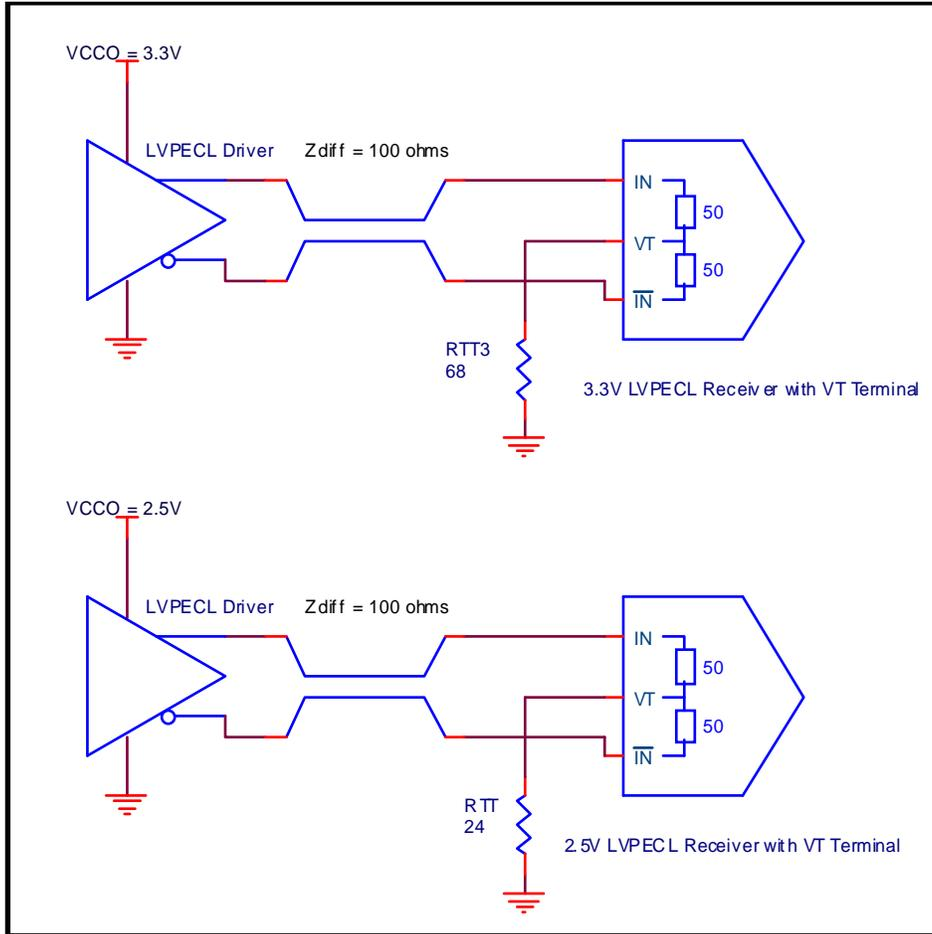 VCCO = 3.3V
LVPECL Driver
Zdiff = 100 ohms
IN
50
VT
50
IN
RTT3
68
3.3V LVPECL Receiver with VT Terminal
VCCO = 2.5V
LVPECL Driver
Zdiff = 100 ohms
IN
50
VT
50
IN
RTT
24
2.5V LVPECL Receiver with VT Terminal